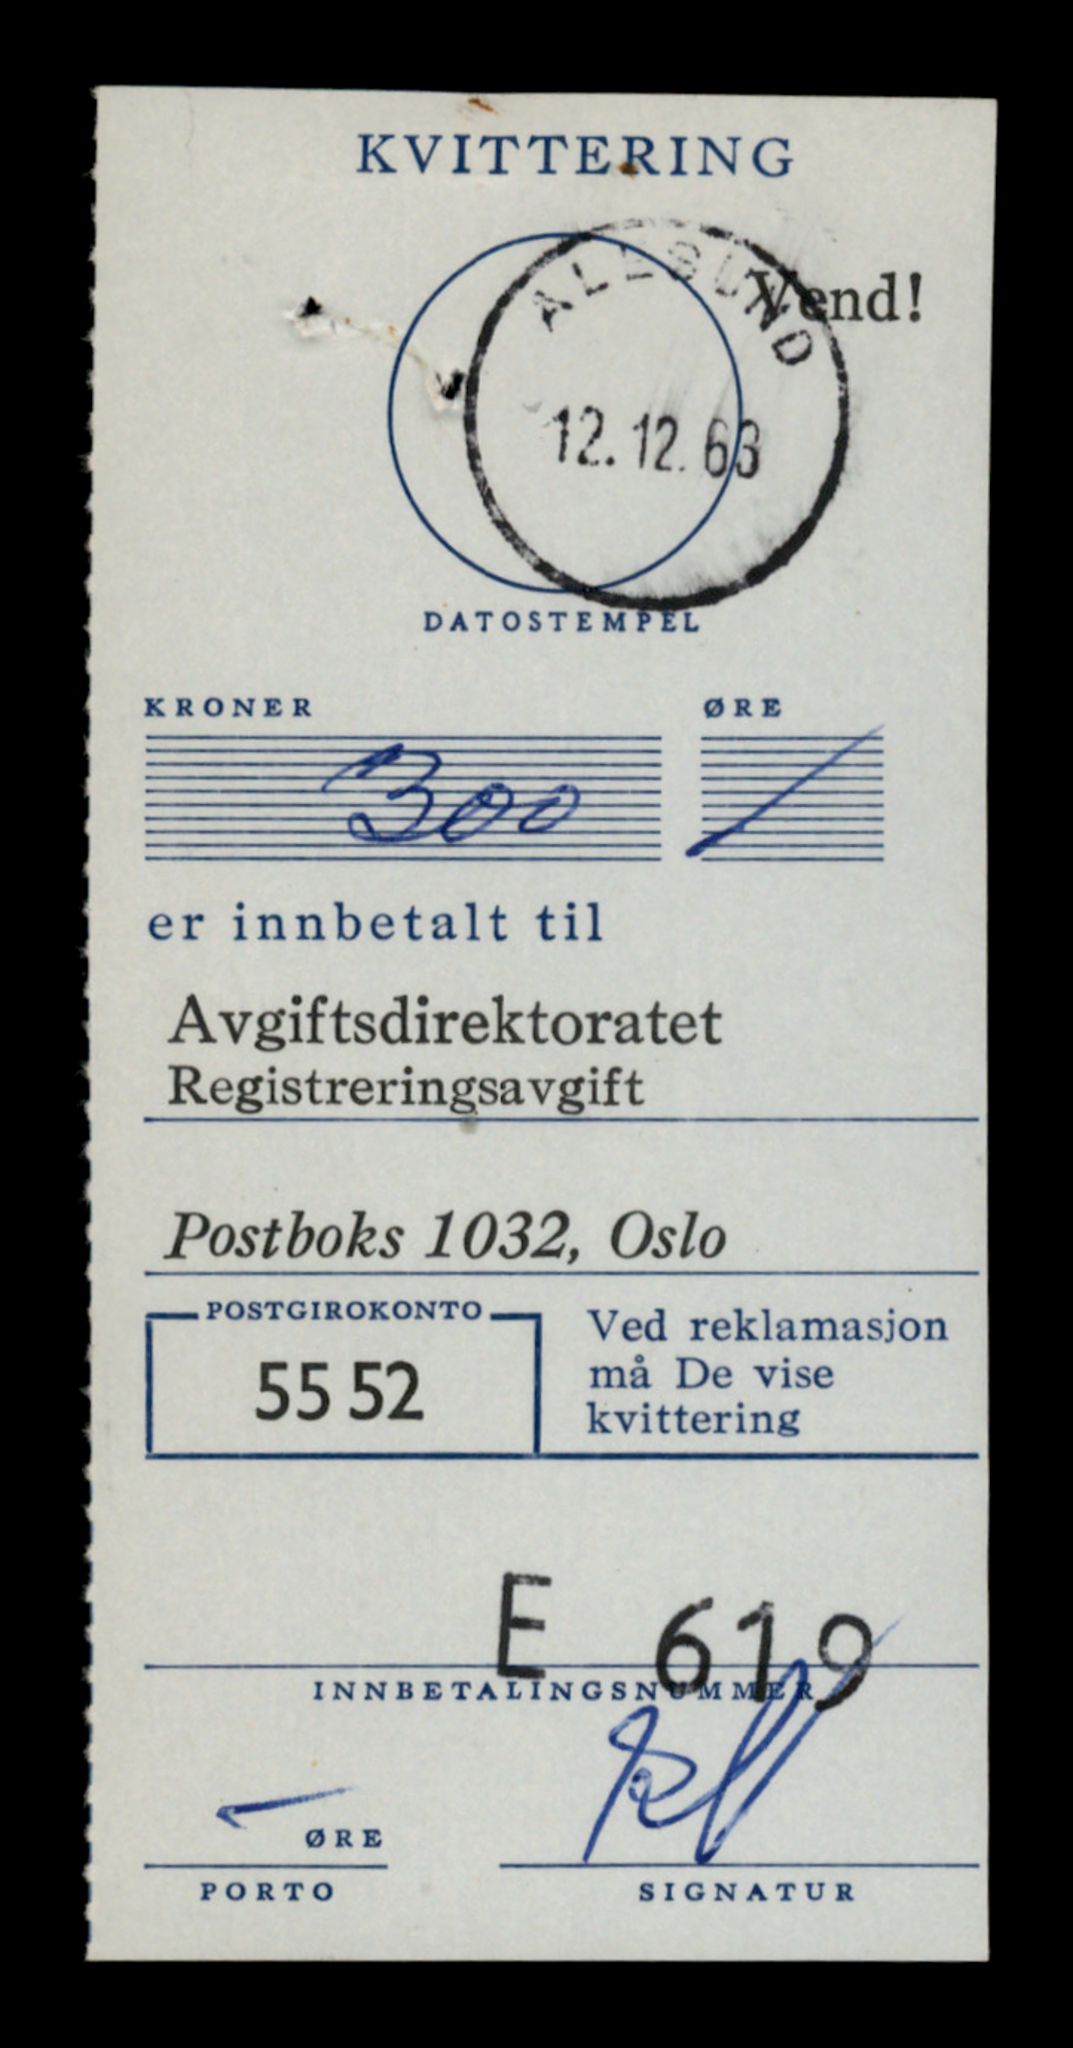 KVITTERING
ALESUND
Vend!
12.12.63
DATOSTEMPEL
KRONER ØRE
300
er innbetalt til
Avgiftsdirektoratet
Registreringsavgift
Postboks 1032, Oslo
POSTGIROKONTO
55 52
Ved reklamasjon
må De vise
kvittering
E 619
INNBETALINGSNUMMER
ØRE
PORTO
SIGNATUR